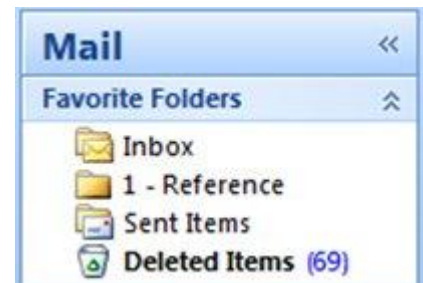 Mail
Favorite Folders
Inbox
1 - Reference
Sent Items
Deleted Items (69)